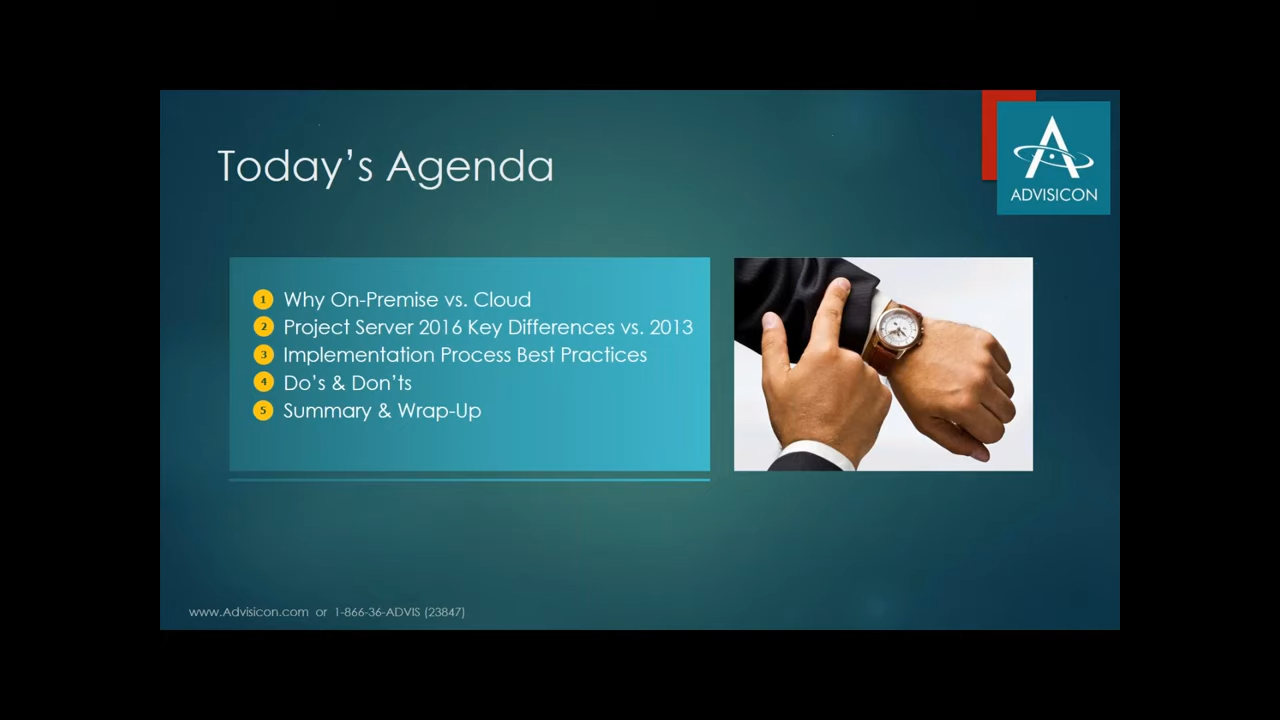 Today's Agenda
ADVISICON
1 Why On-Premise vs. Cloud
2 Project Server 2016 Key Differences vs. 2013
3 Implementation Process Best Practices
4 Do's & Don'ts
5 Summary & Wrap-Up
www.Advisicon.com or 1-866-36-ADVIS (23847)